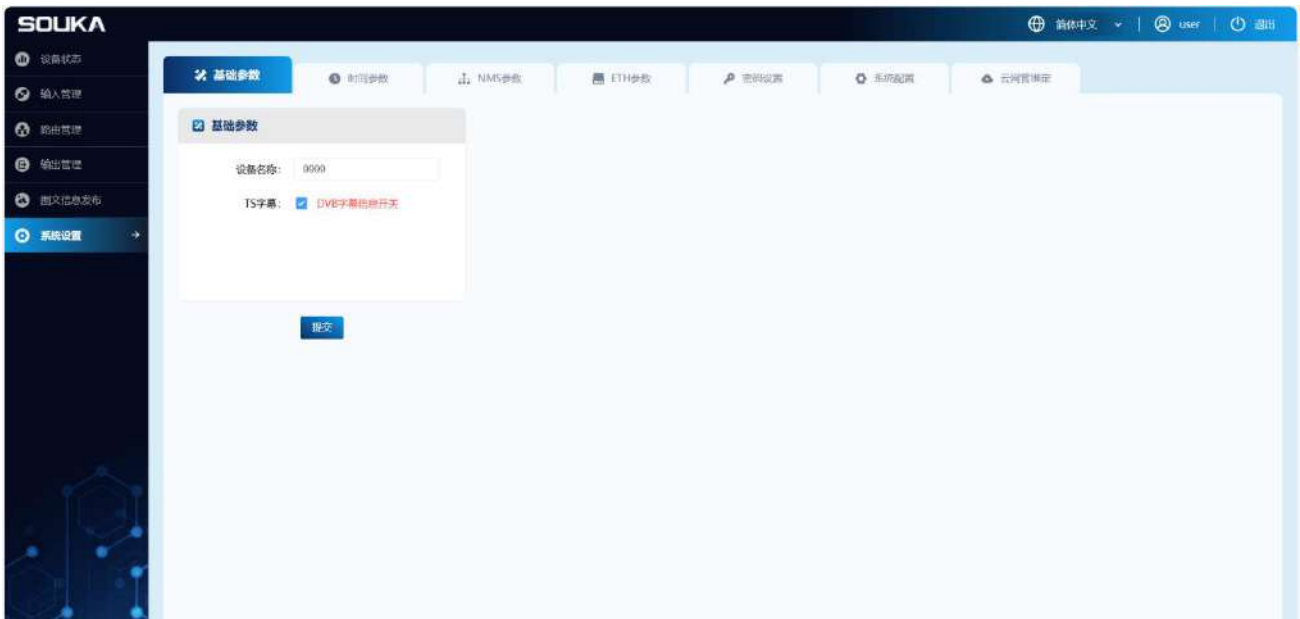 SOUKA
简体中文 | user | 退出
设备状态
输入管理
路由管理
输出管理
图文信息发布
系统设置
基础参数
时间参数
NMS参数
ETH参数
密码设置
系统配置
云网管绑定
基础参数
设备名称: 0000
TS字幕: DVB字幕信息开关
提交